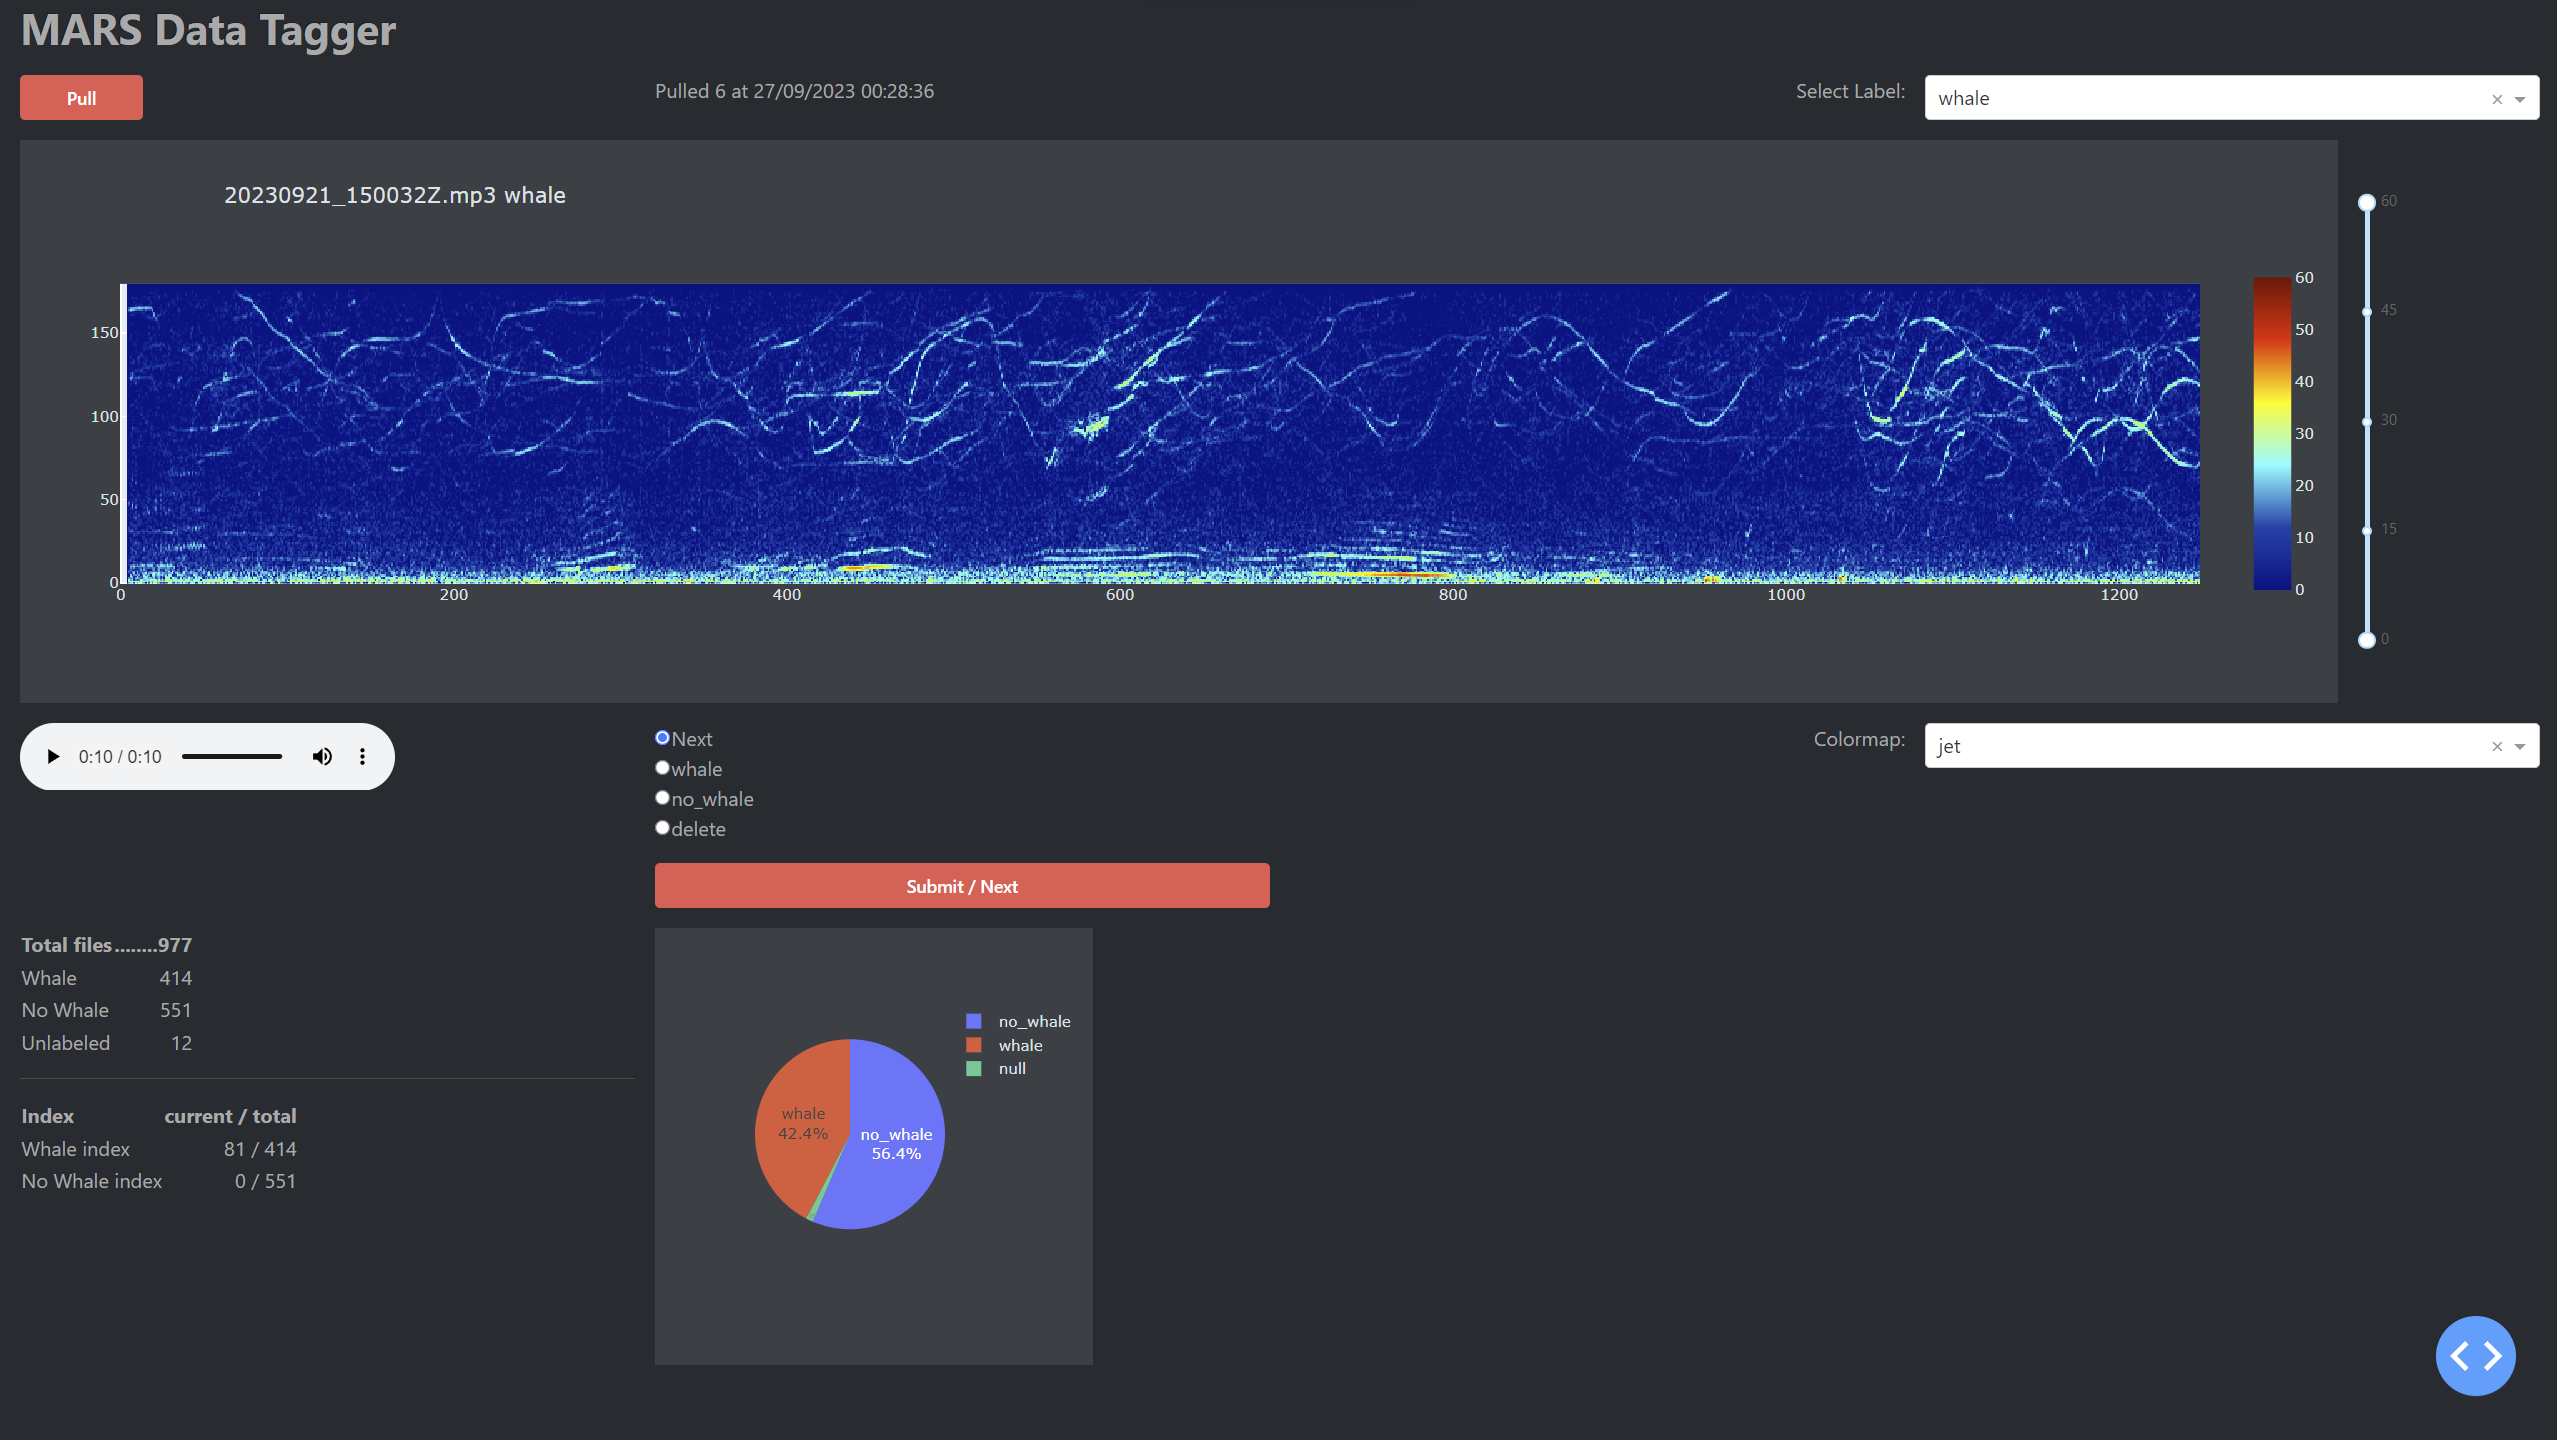 MARS Data Tagger
Pull
Pulled 6 at 27/09/2023 00:28:36
Select Label:
whale
20230921_150032Z.mp3 whale
150
100
50
0
0 200 400 600 800 1000 1200
60
50
40
30
20
10
0
60
45
30
15
0
0:10 / 0:10
Next
whale
no_whale
delete
Colormap:
jet
Submit / Next
Total files........977
Whale 414
No Whale 551
Unlabeled 12
Index current / total
Whale index 81 / 414
No Whale index 0 / 551
no_whale
whale
null
whale
42.4%
no_whale
56.4%